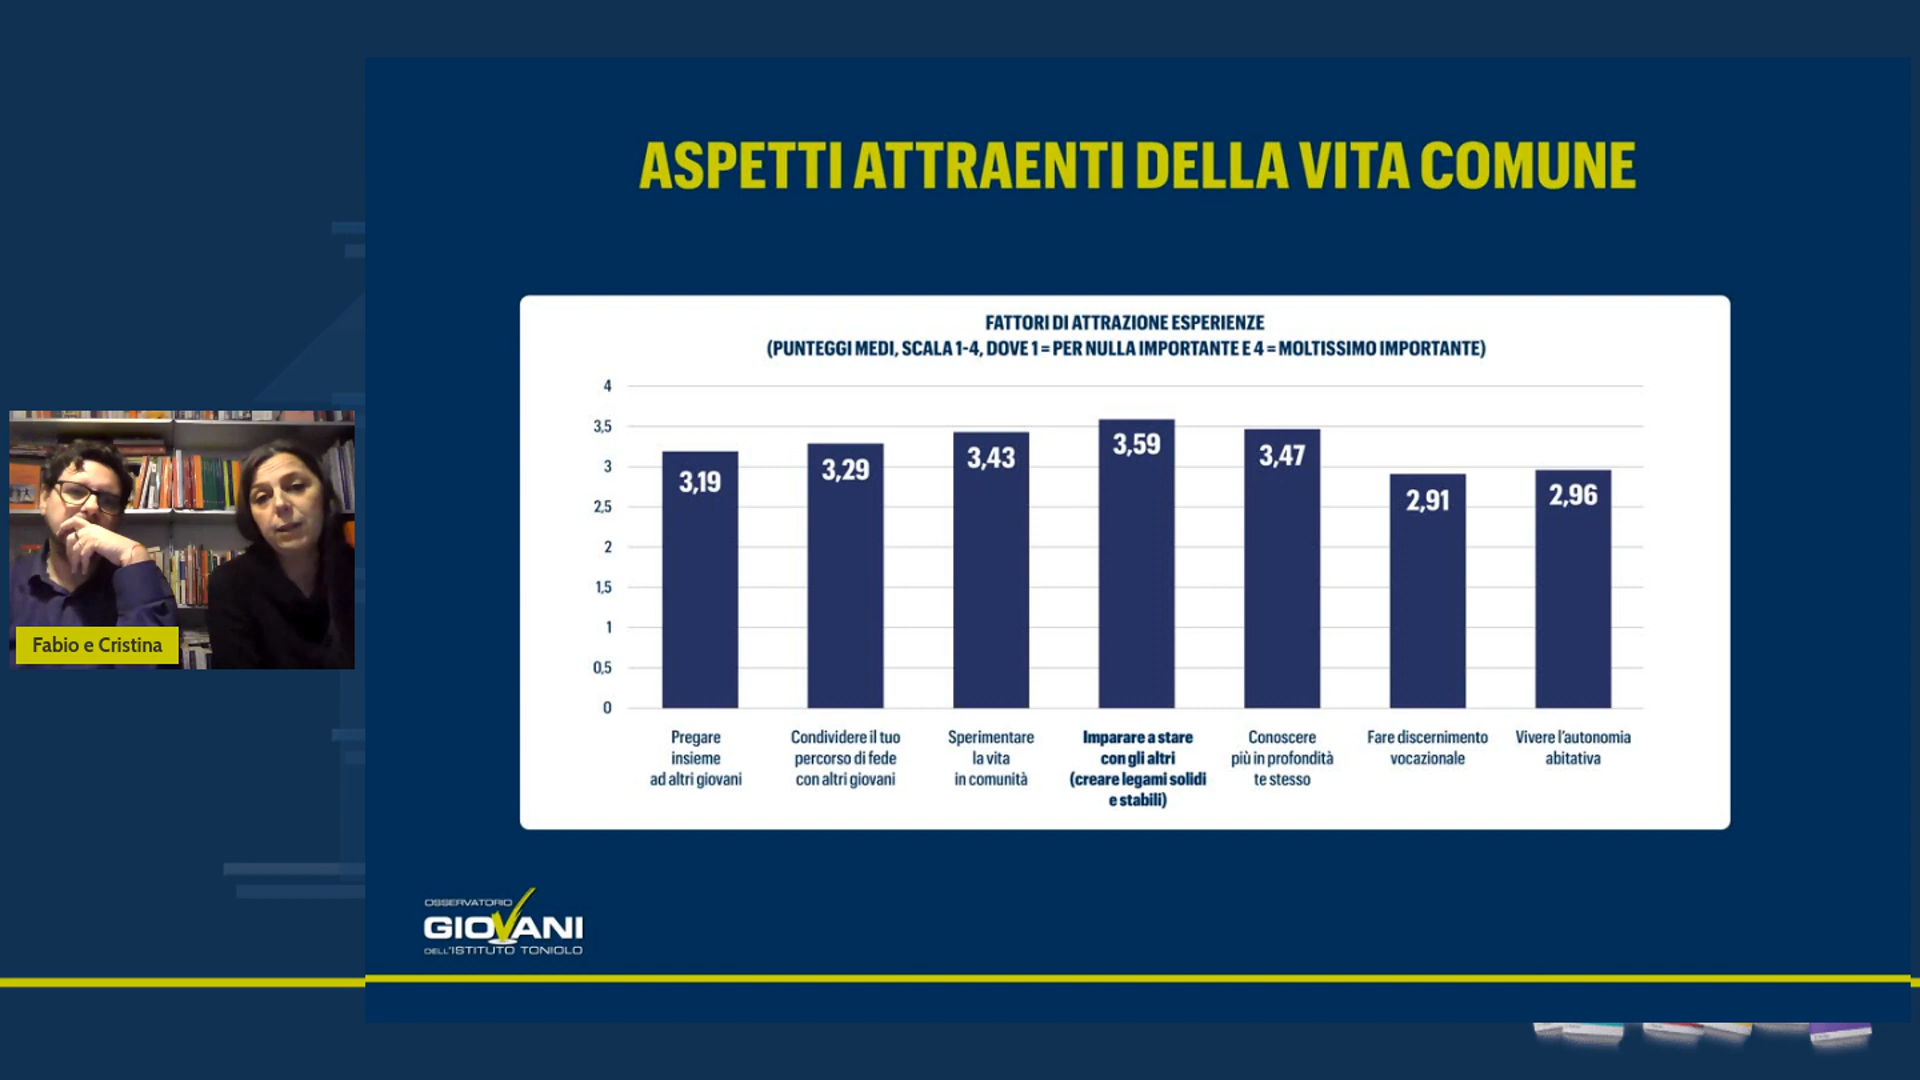 ASPETTI ATTRAENTI DELLA VITA COMUNE
FATTORI DI ATTRAZIONE ESPERIENZE
(PUNTEGGI MEDI, SCALA 1-4, DOVE 1 = PER NULLA IMPORTANTE E 4 = MOLTISSIMO IMPORTANTE)
4
3,5
3
2,5
2
1,5
1
0,5
0
3,19
3,29
3,43
3,59
3,47
2,91
2,96
Pregare
insieme
ad altri giovani
Condividere il tuo
percorso di fede
con altri giovani
Sperimentare
la vita
in comunità
Imparare a stare
con gli altri
(creare legami solidi
e stabili)
Conoscere
più in profondità
te stesso
Fare discernimento
vocazionale
Vivere l'autonomia
abitativa
Fabio e Cristina
OSSERVATORIO
GIOVANI
DELL'ISTITUTO TONIOLO